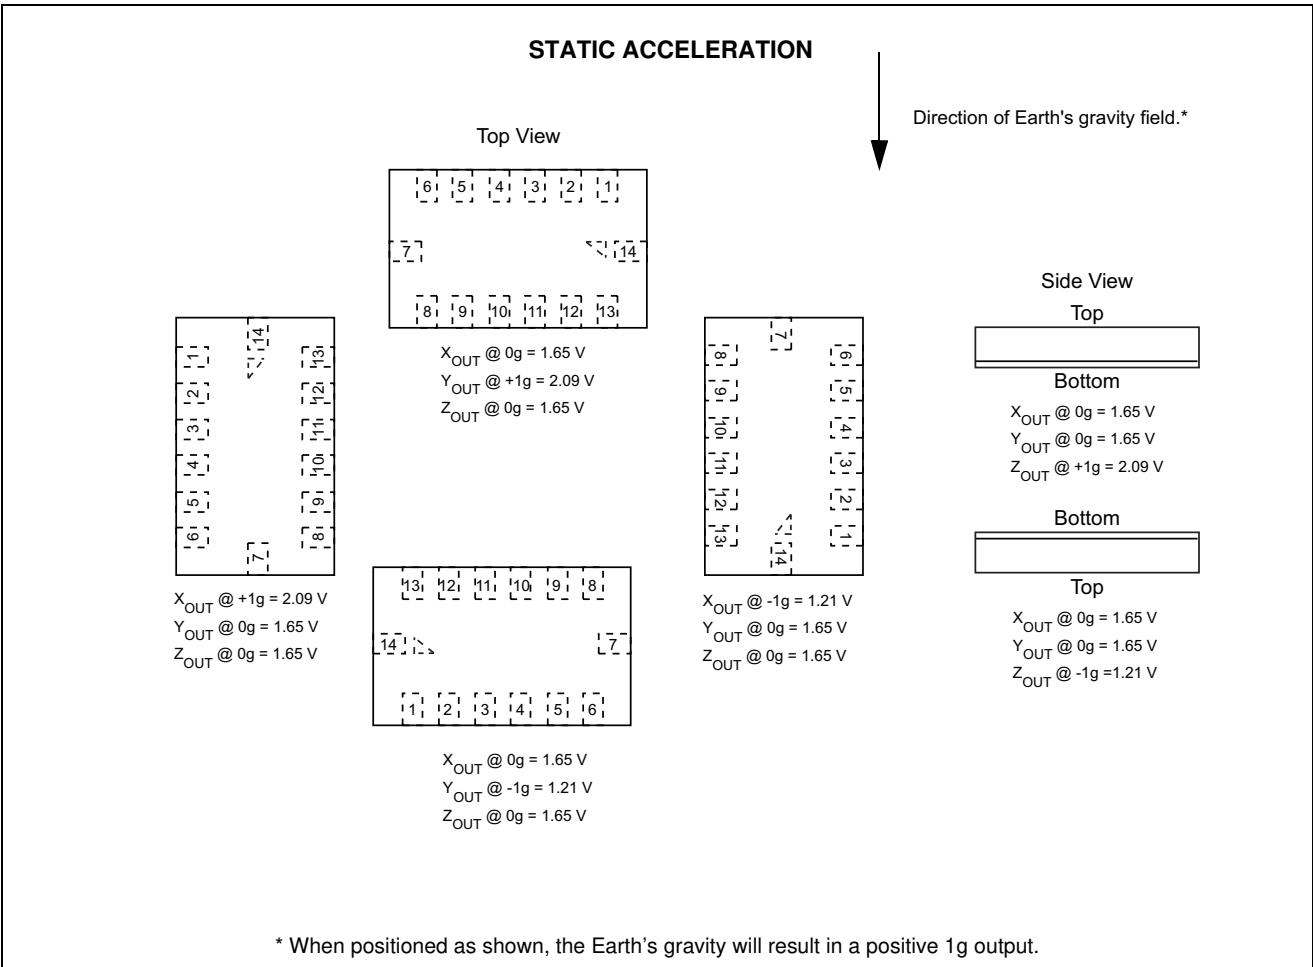 STATIC ACCELERATION
Direction of Earth's gravity field.*
Top View
6 5 4 3 2 1
7 14
8 9 10 11 12 13
XOUT @ 0g = 1.65 V
YOUT @ +1g = 2.09 V
ZOUT @ 0g = 1.65 V
14
1 13
2 12
3 11
4 10
5 9
6 8
7
XOUT @ +1g = 2.09 V
YOUT @ 0g = 1.65 V
ZOUT @ 0g = 1.65 V
13 12 11 10 9 8
14 7
1 2 3 4 5 6
XOUT @ 0g = 1.65 V
YOUT @ -1g = 1.21 V
ZOUT @ 0g = 1.65 V
7
8 6
9 5
10 4
11 3
12 2
13 1
14
XOUT @ -1g = 1.21 V
YOUT @ 0g = 1.65 V
ZOUT @ 0g = 1.65 V
Side View
Top
Bottom
XOUT @ 0g = 1.65 V
YOUT @ 0g = 1.65 V
ZOUT @ +1g = 2.09 V
Bottom
Top
XOUT @ 0g = 1.65 V
YOUT @ 0g = 1.65 V
ZOUT @ -1g =1.21 V
* When positioned as shown, the Earth’s gravity will result in a positive 1g output.